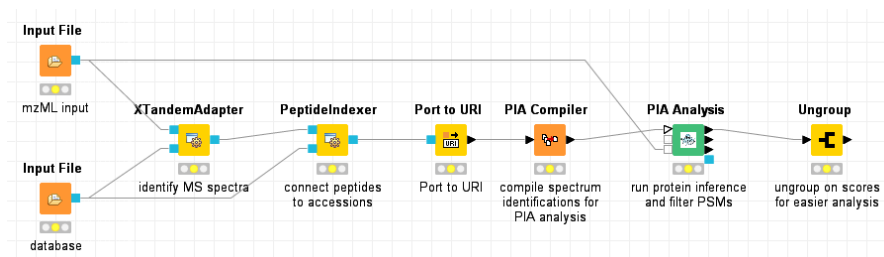 Input File
mzML input
XTandemAdapter
identify MS spectra
PeptideIndexer
connect peptides
to accessions
Port to URI
URI
Port to URI
PIA Compiler
compile spectrum
identifications for
PIA analysis
PIA Analysis
run protein inference
and filter PSMs
Ungroup
ungroup on scores
for easier analysis
Input File
database